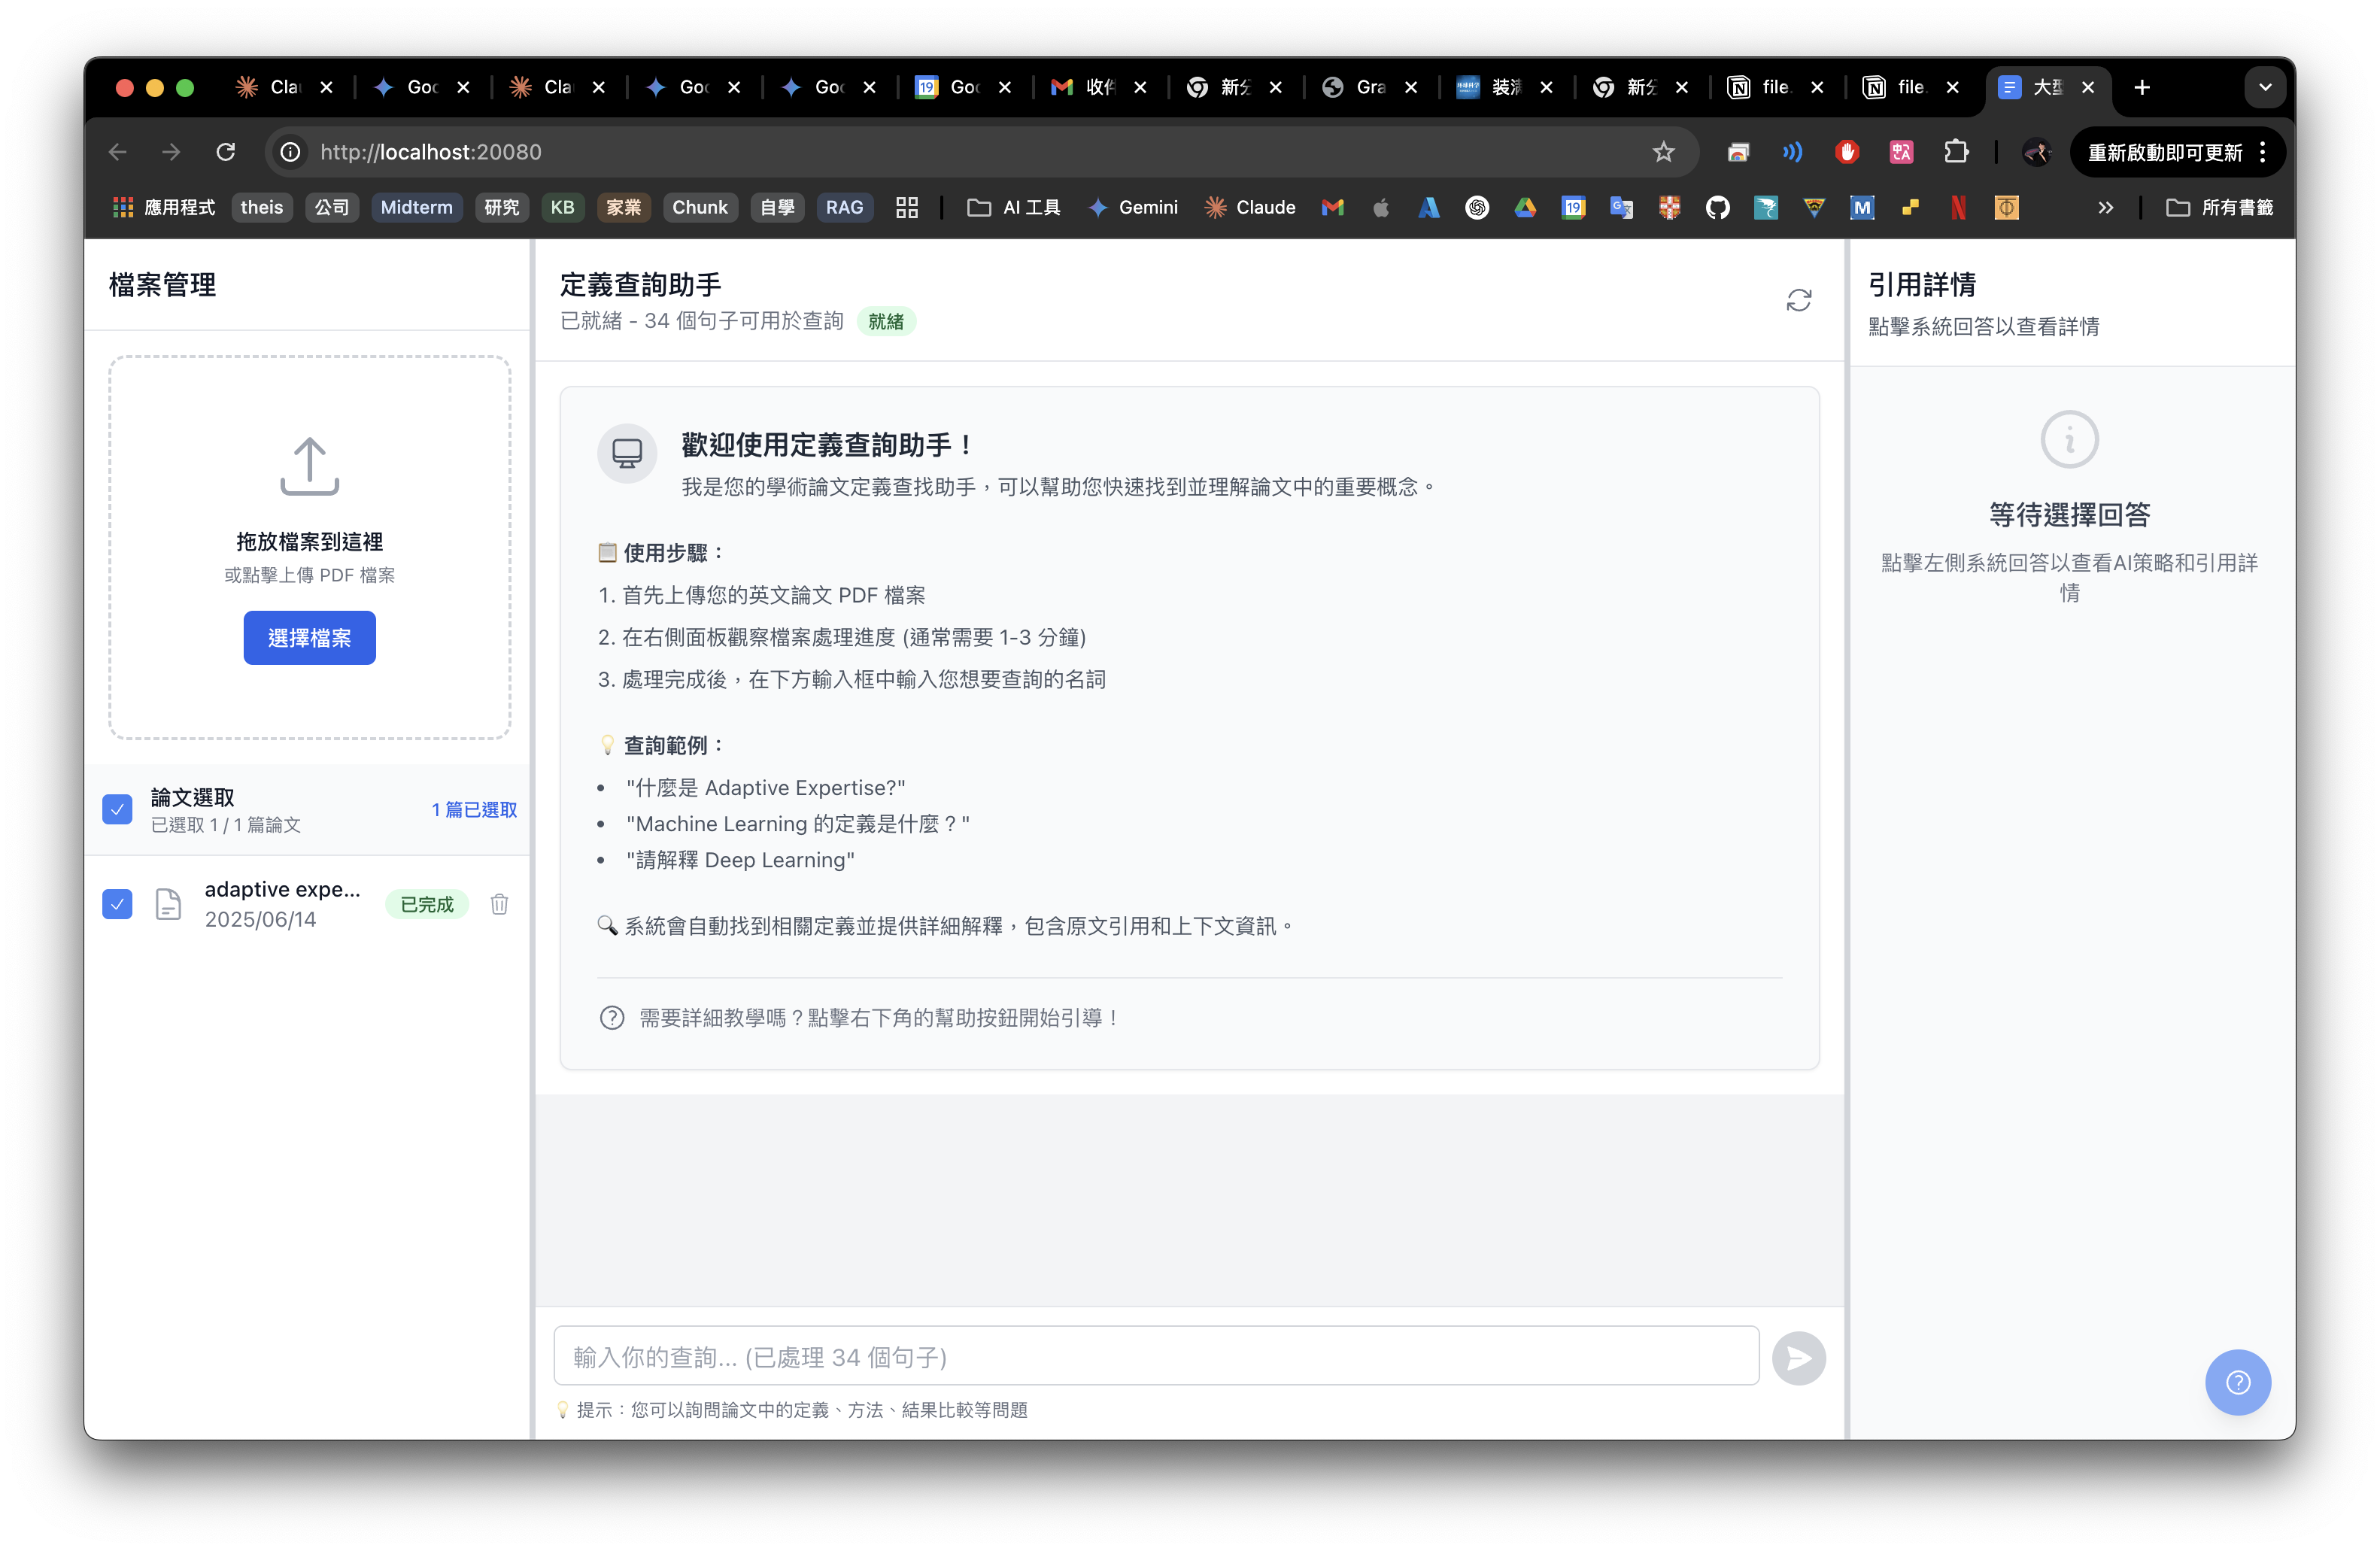 Cla
Goo
Cla
Goo
Goo
19
Goo
收件
新分
Gra
装满
新分
file.
file.
大型
http://localhost:20080
重新啟動即可更新
應用程式
theis
公司
Midterm
研究
KB
家業
Chunk
自學
RAG
AI 工具
Gemini
Claude
19
M
N
所有書籤
檔案管理
拖放檔案到這裡
或點擊上傳 PDF 檔案
選擇檔案
論文選取
已選取 1 / 1 篇論文
1 篇已選取
adaptive expe...
2025/06/14
已完成
定義查詢助手
已就緒 - 34 個句子可用於查詢
就緒
歡迎使用定義查詢助手！
我是您的學術論文定義查找助手，可以幫助您快速找到並理解論文中的重要概念。
📋 使用步驟：
1. 首先上傳您的英文論文 PDF 檔案
2. 在右側面板觀察檔案處理進度 (通常需要 1-3 分鐘)
3. 處理完成後，在下方輸入框中輸入您想要查詢的名詞
💡 查詢範例：
• "什麼是 Adaptive Expertise?"
• "Machine Learning 的定義是什麼？"
• "請解釋 Deep Learning"
🔍 系統會自動找到相關定義並提供詳細解釋，包含原文引用和上下文資訊。
需要詳細教學嗎？點擊右下角的幫助按鈕開始引導！
輸入你的查詢... (已處理 34 個句子)
💡 提示：您可以詢問論文中的定義、方法、結果比較等問題
引用詳情
點擊系統回答以查看詳情
等待選擇回答
點擊左側系統回答以查看AI策略和引用詳
情